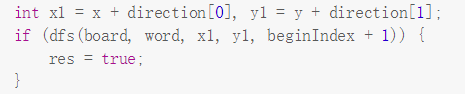 int x1 = x + direction[0], y1 = y + direction[1];
if (dfs(board, word, x1, y1, beginIndex + 1)) {
    res = true;
}